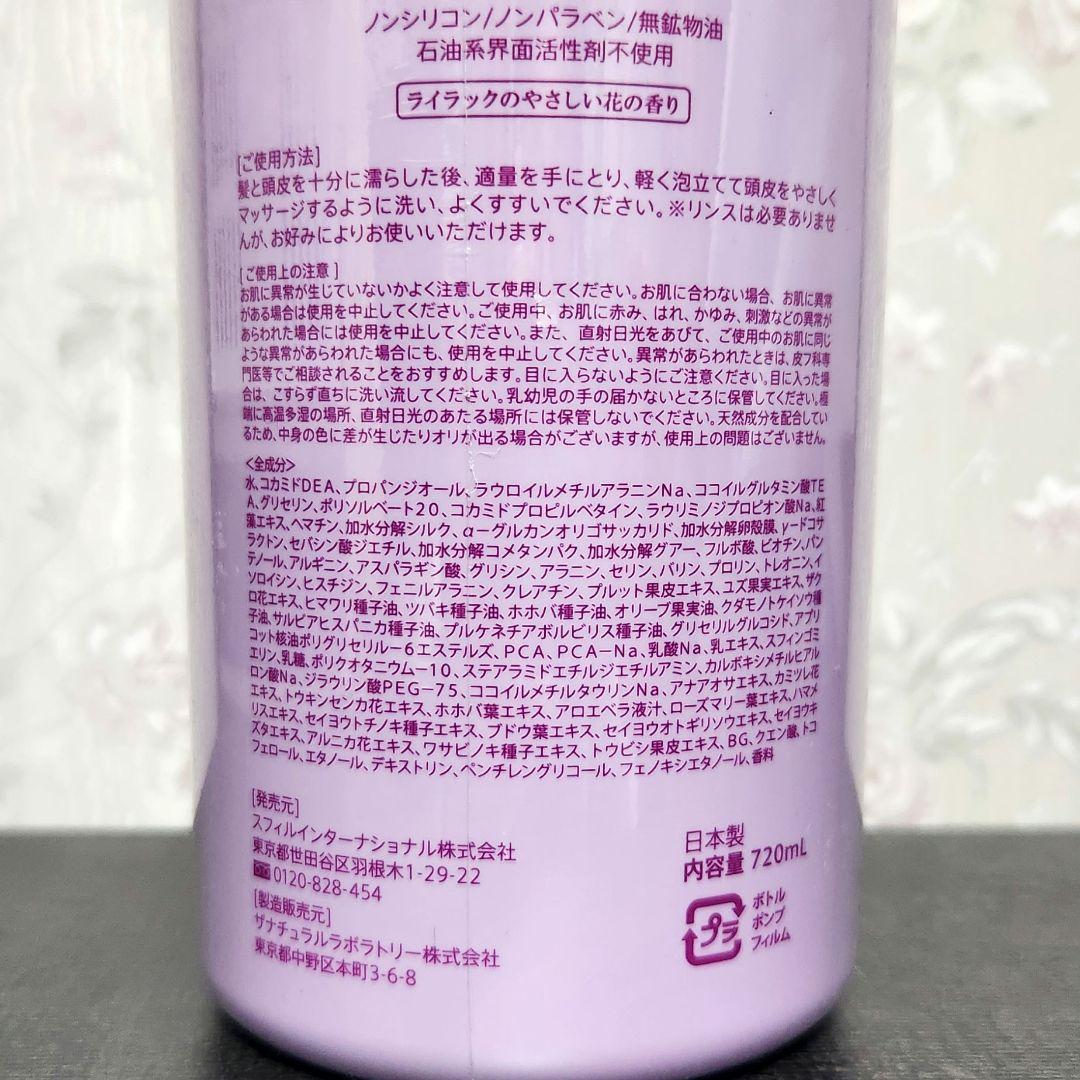 ノンシリコン/ノンパラベン/無鉱物油
石油系界面活性剤不使用
ライラックのやさしい花の香り
[ご使用方法]
髪と頭皮を十分に濡らした後、適量を手にとり、軽く泡立てて頭皮をやさしく
マッサージするように洗い、よくすすいでください。※リンスは必要ありませ
んが、お好みによりお使いいただけます。
[ご使用上の注意]
お肌に異常が生じていないかよく注意して使用してください。お肌に合わない場合、お肌に異常
がある場合は使用を中止してください。ご使用中、お肌に赤み、はれ、かゆみ、刺激などの異常が
あらわれた場合には使用を中止してください。また、直射日光をあびて、ご使用中のお肌に同じ
ような異常があらわれた場合にも、使用を中止してください。異常があらわれたときは、皮フ科専
門医等でご相談されることをおすすめします。目に入らないようにご注意ください。目に入った場
合は、こすらず直ちに洗い流してください。乳幼児の手の届かないところに保管してください。極
端に高温多湿の場所、直射日光のあたる場所には保管しないでください。天然成分を配合してい
るため、中身の色に差が生じたりオリが出る場合がございますが、使用上の問題はございません。
<全成分>
水、コカミドDEA、プロパンジオール、ラウロイルメチルアラニンNa、ココイルグルタミン酸TE
A、グリセリン、ポリソルベート20、コカミドプロピルベタイン、ラウリミノジプロピオン酸Na、紅
藻エキス、ヘマチン、加水分解シルク、α-グルカンオリゴサッカリド、加水分解卵殻膜、γ-ドコサ
ラクトン、セバシン酸ジエチル、加水分解コメタンパク、加水分解グアー、フルボ酸、ビオチン、パン
テノール、アルギニン、アスパラギン酸、グリシン、アラニン、セリン、バリン、プロリン、トレオニン、イ
ソロイシン、ヒスチジン、フェニルアラニン、クレアチン、プルット果皮エキス、ユズ果実エキス、ザク
ロ花エキス、ヒマワリ種子油、ツバキ種子油、ホホバ種子油、オリーブ果実油、クダモノトケイソウ種
子油、サルビアヒスパニカ種子油、プルケネチアボルビリス種子油、グリセリルグルコシド、アプリ
コット核油ポリグリセリル-6エステルズ、PCA、PCA-Na、乳酸Na、乳エキス、スフィンゴミ
エリン、乳糖、ポリクオタニウム-10、ステアラミドエチルジエチルアミン、カルボキシメチルヒアル
ロン酸Na、ジラウリン酸PEG-75、ココイルメチルタウリンNa、アナアオサエキス、カミツレ花
エキス、トウキンセンカ花エキス、ホホバ葉エキス、アロエベラ液汁、ローズマリー葉エキス、ハマメ
リスエキス、セイヨウトチノキ種子エキス、ブドウ葉エキス、セイヨウオトギリソウエキス、セイヨウキ
ズタエキス、アルニカ花エキス、ワサビノキ種子エキス、トウビシ果皮エキス、BG、クエン酸、トコ
フェロール、エタノール、デキストリン、ペンチレングリコール、フェノキシエタノール、香料
[発売元]
スフィルインターナショナル株式会社
東京都世田谷区羽根木1-29-22
0120-828-454
[製造販売元]
ザナチュラルラボラトリー株式会社
東京都中野区本町3-6-8
日本製
内容量 720mL
プラ
ボトル
ポンプ
フィルム